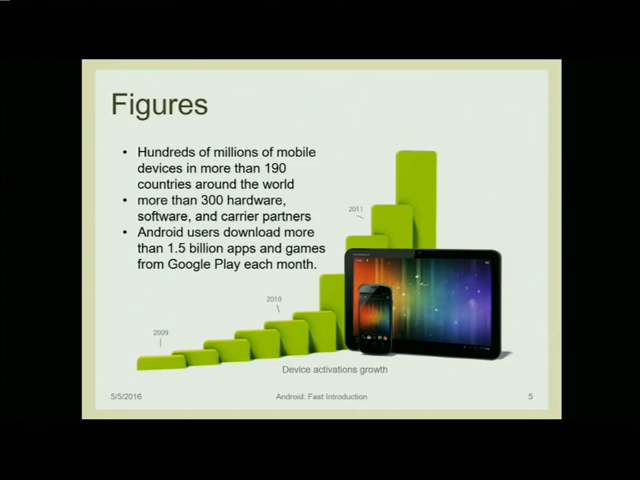 Figures
• Hundreds of millions of mobile
devices in more than 190
countries around the world
• more than 300 hardware,
software, and carrier partners
• Android users download more
than 1.5 billion apps and games
from Google Play each month.
2011
2010
2009
Device activations growth
5/5/2016
Android: Fast Introduction
5